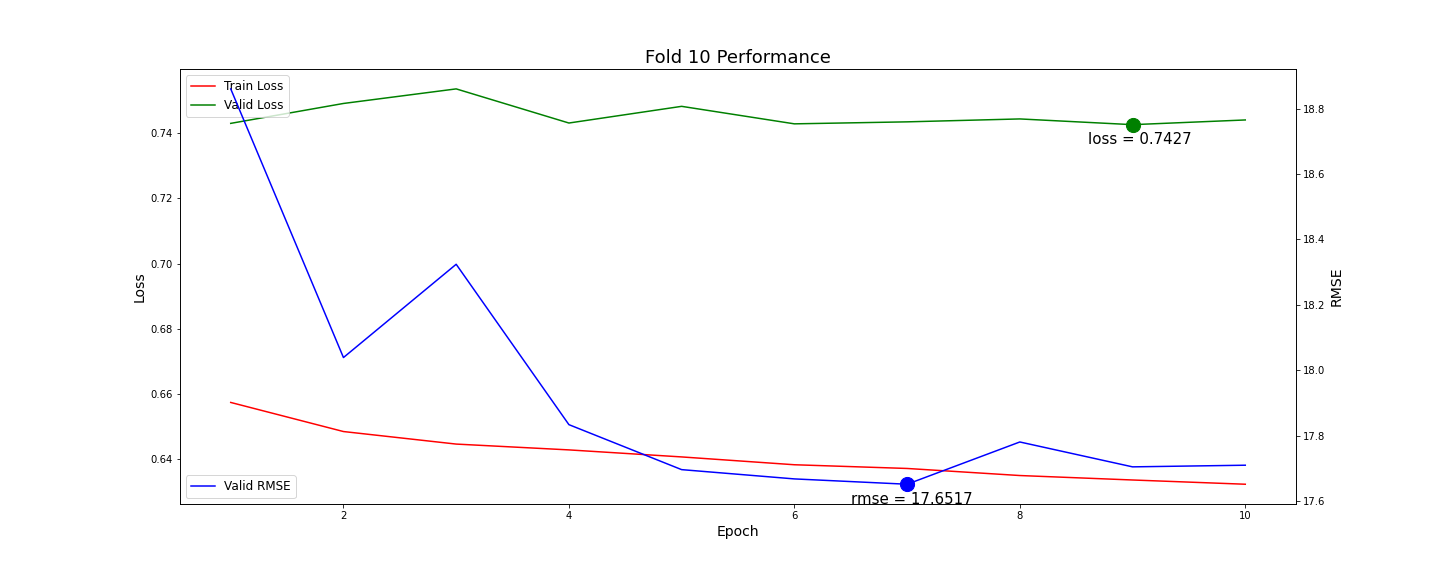 Fold 10 Performance
Train Loss
Valid Loss
Valid RMSE
loss = 0.7427
rmse = 17.6517
Loss
0.74
0.72
0.70
0.68
0.66
0.64
RMSE
18.8
18.6
18.4
18.2
18.0
17.8
17.6
2 4 6 8 10
Epoch